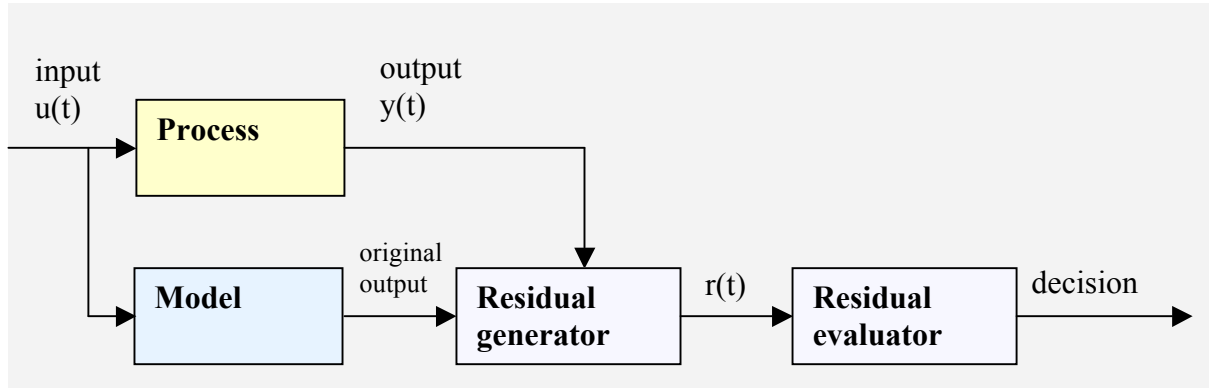 input
u(t)
output
y(t)
Process
original
output
Model
Residual
generator
r(t)
Residual
evaluator
decision